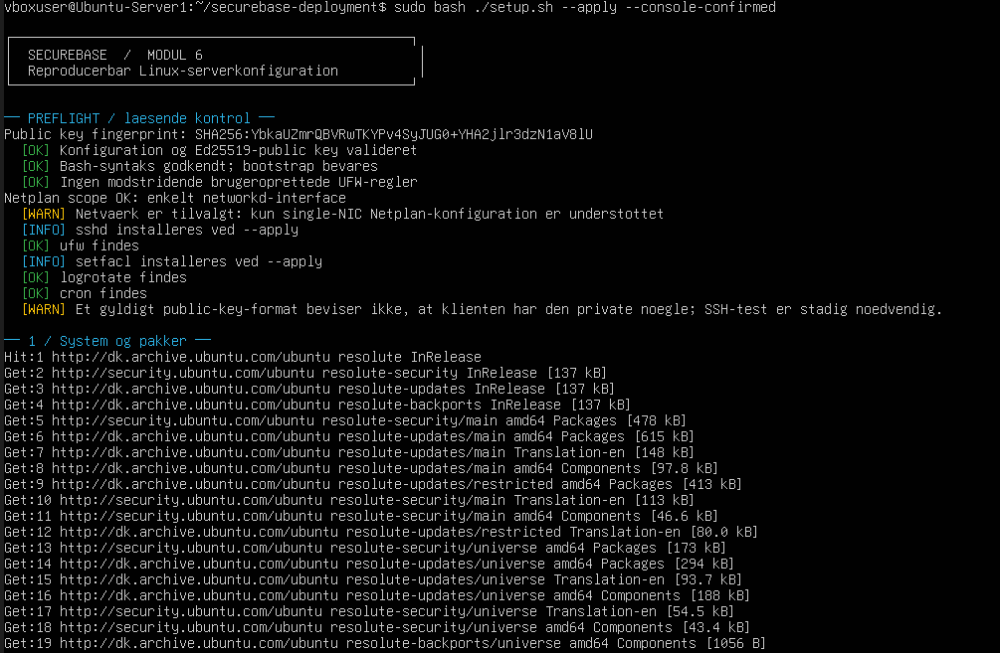 vboxuser@Ubuntu-Server1:~/securebase-deployment$ sudo bash ./setup.sh --apply --console-confirmed
SECUREBASE / MODUL 6
Reproducerbar Linux-serverkonfiguration
── PREFLIGHT / laesende kontrol ──
Public key fingerprint: SHA256:YbkaUZmrQBVRwTKYPv4SyJUG0+YHA2jlr3dzN1aV8lU
[OK] Konfiguration og Ed25519-public key valideret
[OK] Bash-syntaks godkendt; bootstrap bevares
[OK] Ingen modstridende brugeroprettede UFW-regler
Netplan scope OK: enkelt networkd-interface
[WARN] Netvaerk er tilvalgt: kun single-NIC Netplan-konfiguration er understottet
[INFO] sshd installeres ved --apply
[OK] ufw findes
[INFO] setfacl installeres ved --apply
[OK] logrotate findes
[OK] cron findes
[WARN] Et gyldigt public-key-format beviser ikke, at klienten har den private noegle; SSH-test er stadig noedvendig.
── 1 / System og pakker ──
Hit:1 http://dk.archive.ubuntu.com/ubuntu resolute InRelease
Get:2 http://security.ubuntu.com/ubuntu resolute-security InRelease [137 kB]
Get:3 http://dk.archive.ubuntu.com/ubuntu resolute-updates InRelease [137 kB]
Get:4 http://dk.archive.ubuntu.com/ubuntu resolute-backports InRelease [137 kB]
Get:5 http://security.ubuntu.com/ubuntu resolute-security/main amd64 Packages [478 kB]
Get:6 http://dk.archive.ubuntu.com/ubuntu resolute-updates/main amd64 Packages [615 kB]
Get:7 http://dk.archive.ubuntu.com/ubuntu resolute-updates/main Translation-en [148 kB]
Get:8 http://dk.archive.ubuntu.com/ubuntu resolute-updates/main amd64 Components [97.8 kB]
Get:9 http://dk.archive.ubuntu.com/ubuntu resolute-updates/restricted amd64 Packages [413 kB]
Get:10 http://security.ubuntu.com/ubuntu resolute-security/main Translation-en [113 kB]
Get:11 http://security.ubuntu.com/ubuntu resolute-security/main amd64 Components [46.6 kB]
Get:12 http://dk.archive.ubuntu.com/ubuntu resolute-updates/restricted Translation-en [80.0 kB]
Get:13 http://security.ubuntu.com/ubuntu resolute-security/universe amd64 Packages [173 kB]
Get:14 http://dk.archive.ubuntu.com/ubuntu resolute-updates/universe amd64 Packages [294 kB]
Get:15 http://dk.archive.ubuntu.com/ubuntu resolute-updates/universe Translation-en [93.7 kB]
Get:16 http://dk.archive.ubuntu.com/ubuntu resolute-updates/universe amd64 Components [188 kB]
Get:17 http://security.ubuntu.com/ubuntu resolute-security/universe Translation-en [54.5 kB]
Get:18 http://security.ubuntu.com/ubuntu resolute-security/universe amd64 Components [43.4 kB]
Get:19 http://dk.archive.ubuntu.com/ubuntu resolute-backports/universe amd64 Components [1056 B]